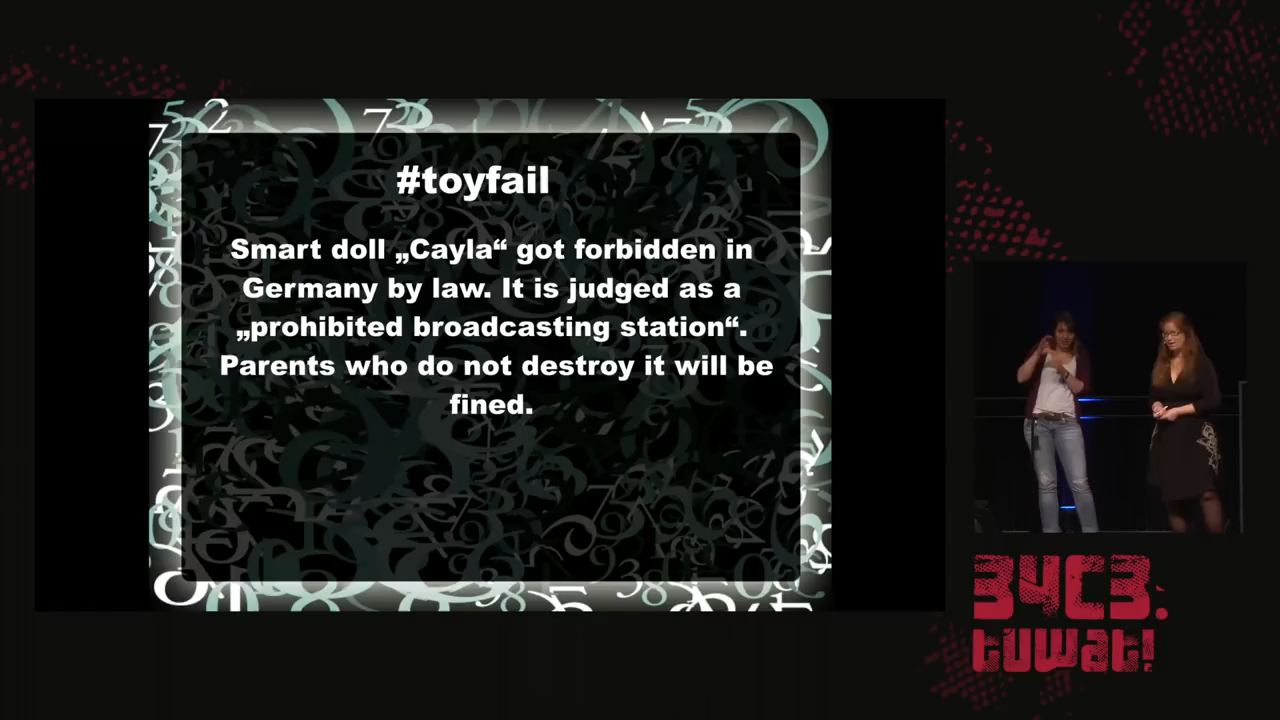 #toyfail
Smart doll „Cayla“ got forbidden in
Germany by law. It is judged as a
„prohibited broadcasting station“.
Parents who do not destroy it will be
fined.
34C3.
tuwat!